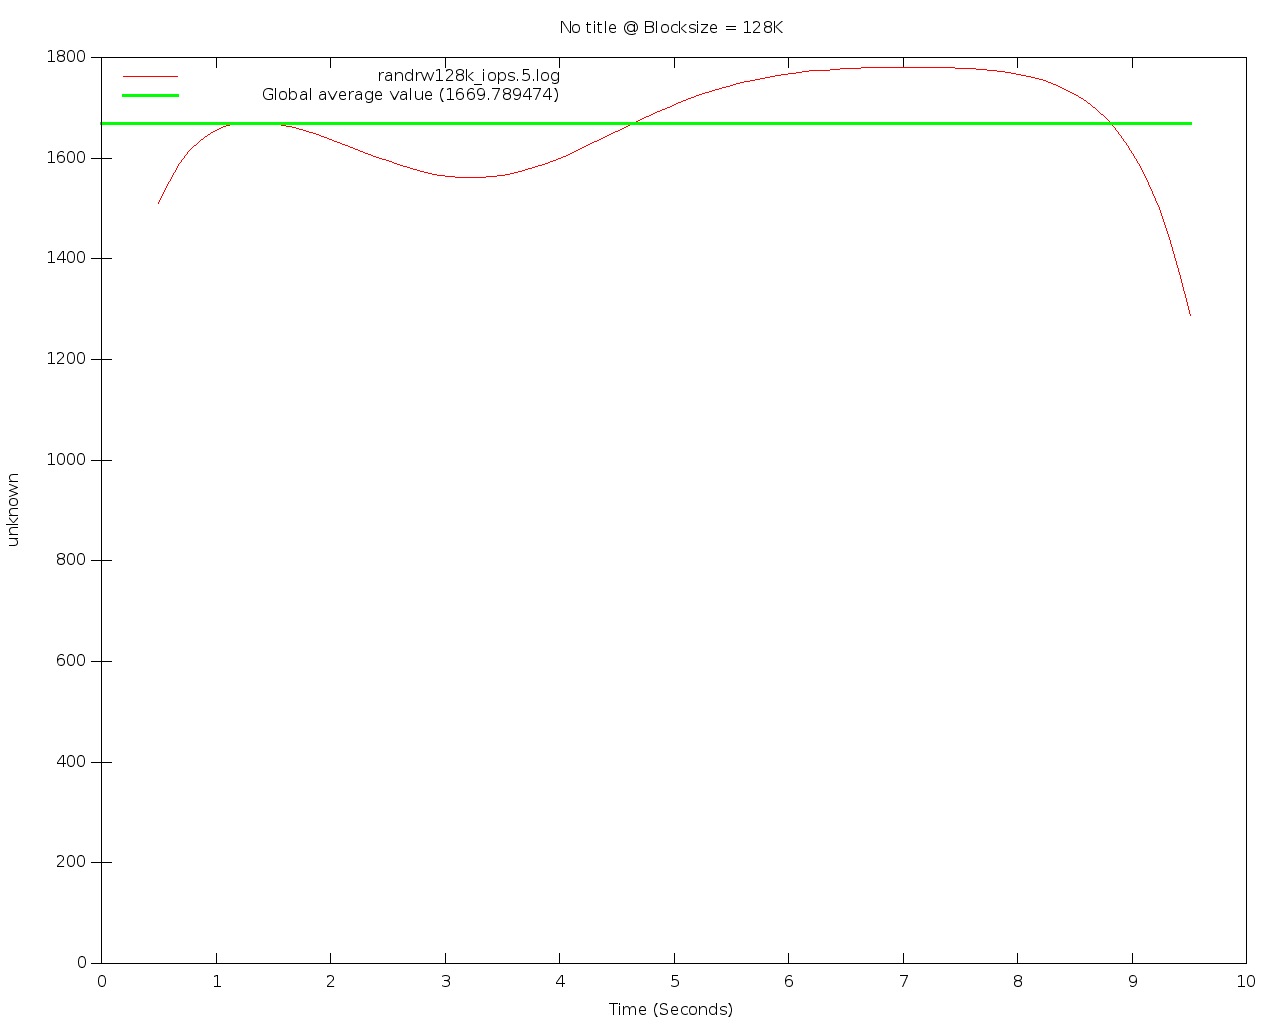 No title @ Blocksize = 128K
randrw128k_iops.5.log
Global average value (1669.789474)
1800
1600
1400
1200
1000
800
600
400
200
0
unknown
0 1 2 3 4 5 6 7 8 9 10
Time (Seconds)